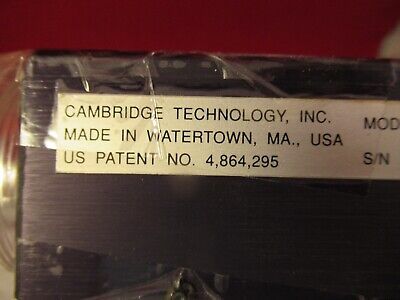 CAMBRIDGE TECHNOLOGY, INC.
MADE IN WATERTOWN, MA., USA MOD
US PATENT NO. 4,864,295 S/N